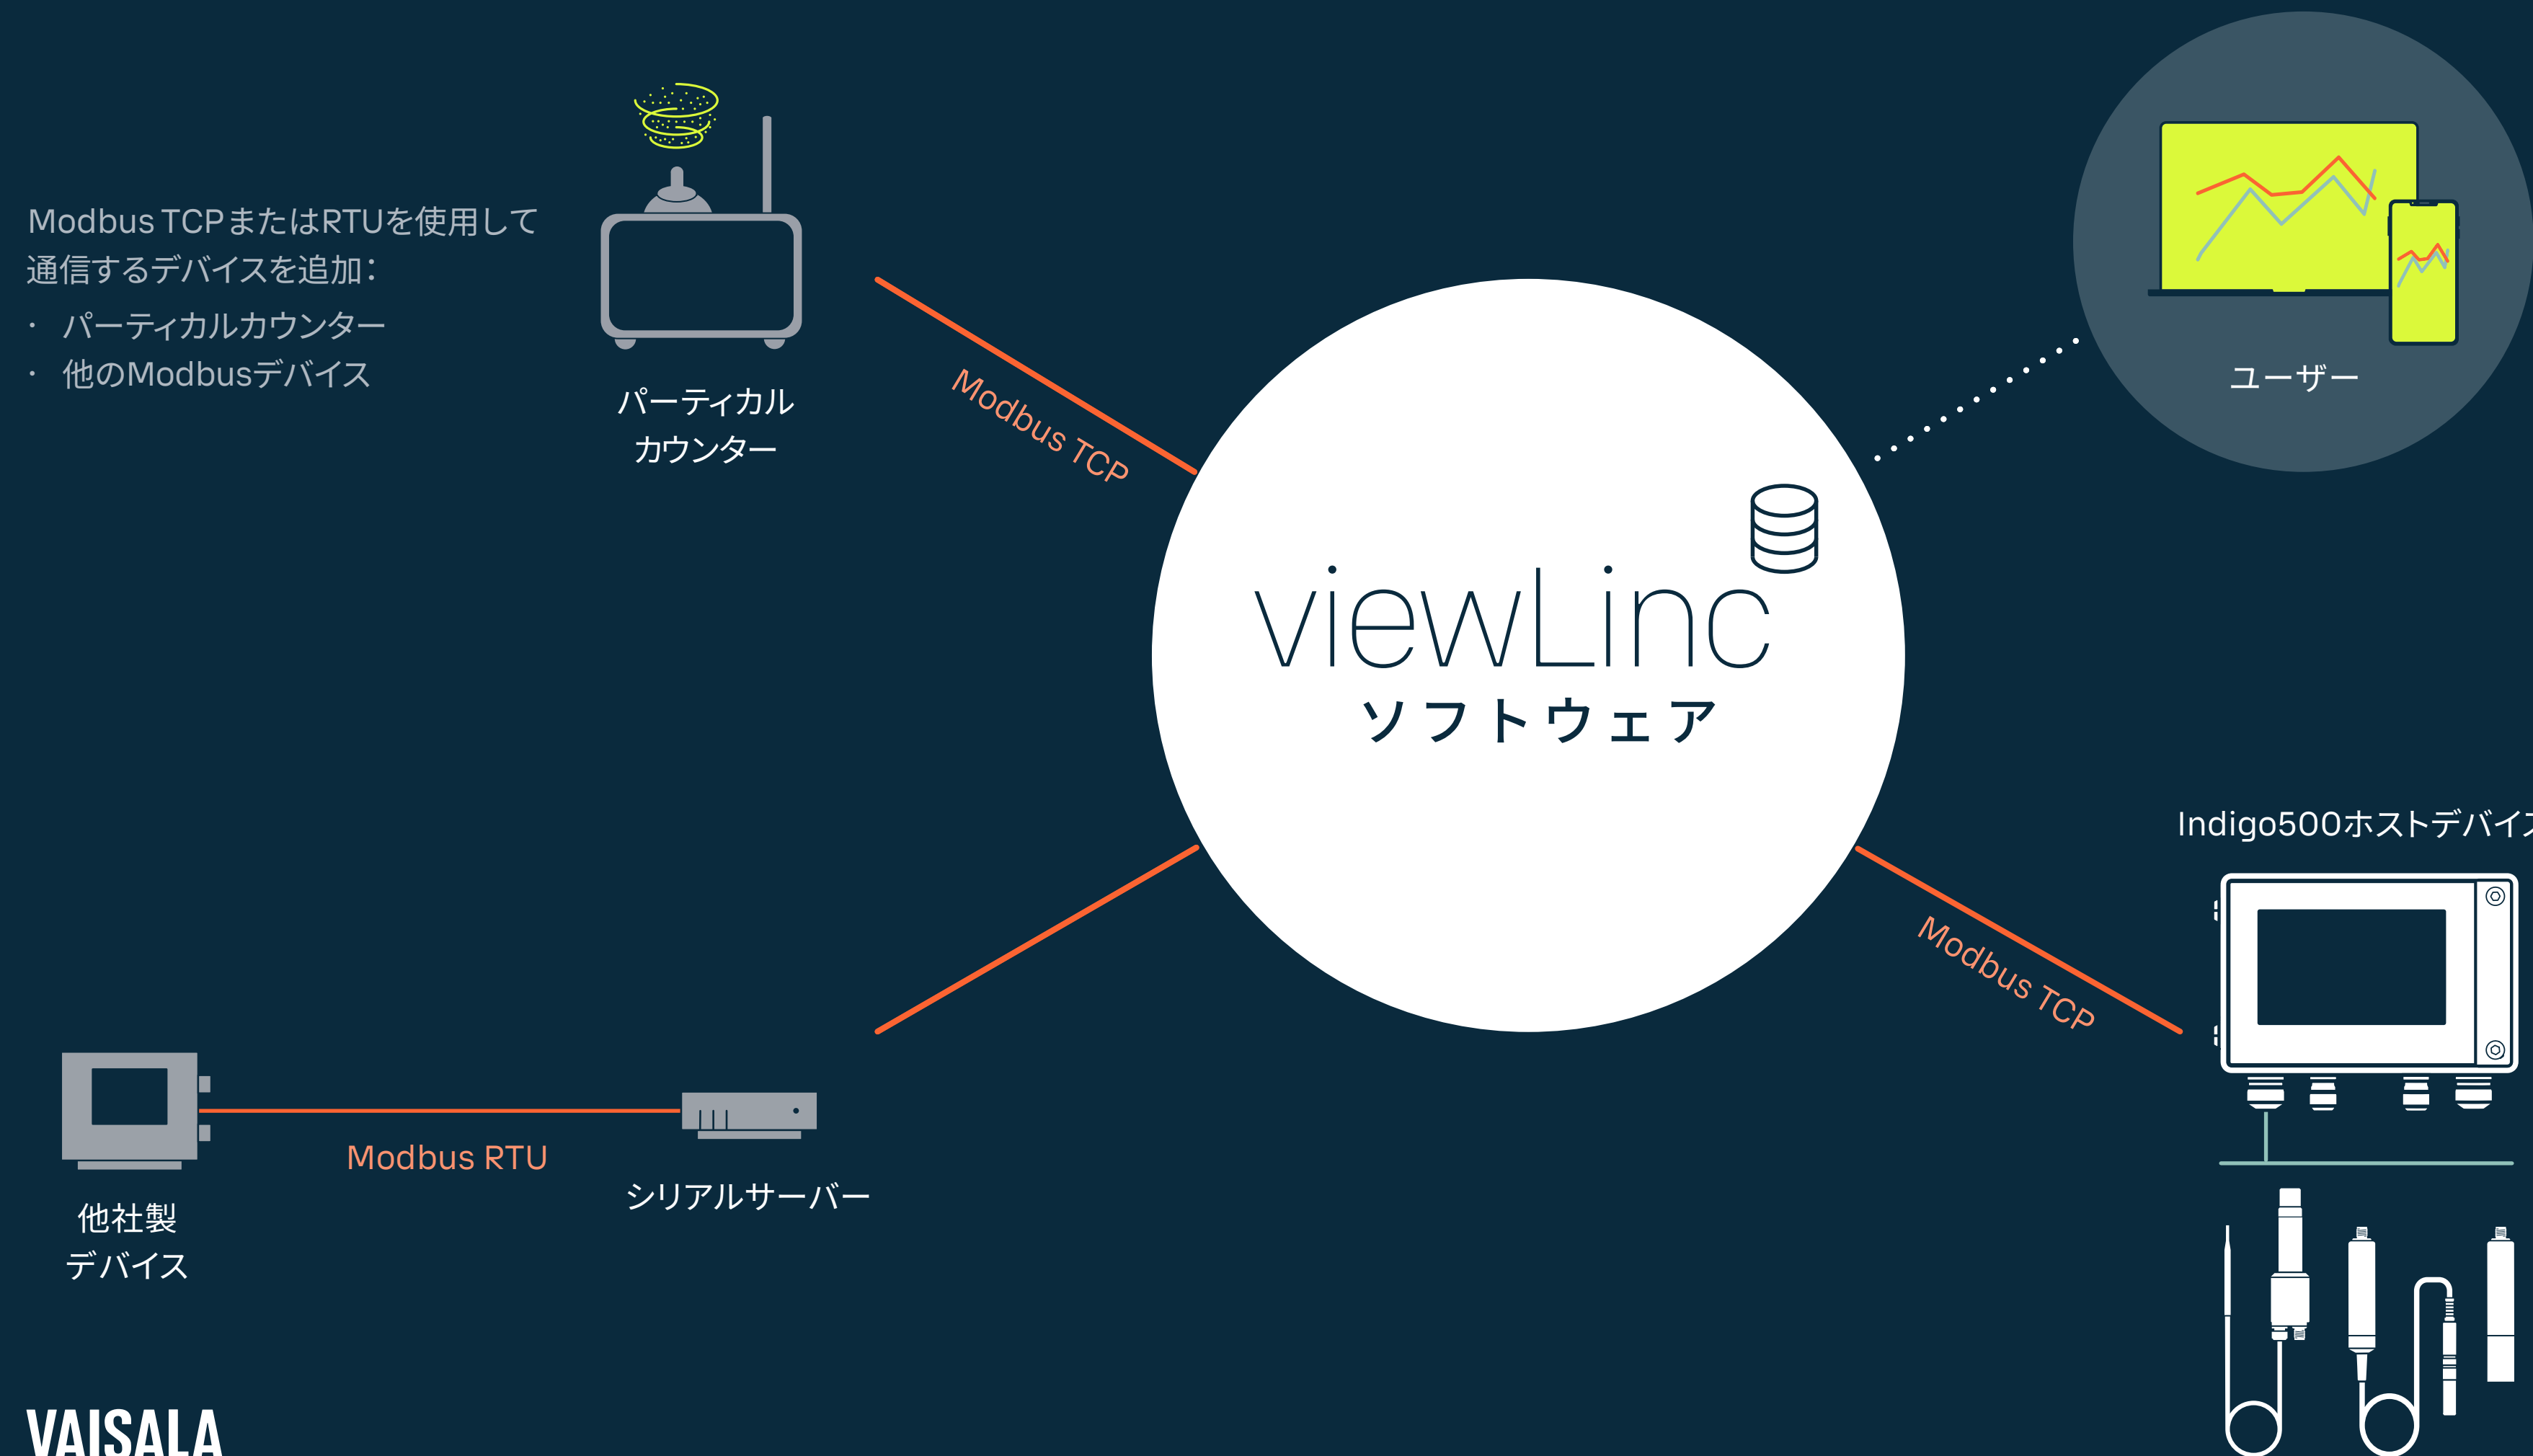 Modbus TCPまたはRTUを使用して
通信するデバイスを追加：
・ パーティカルカウンター
・ 他のModbusデバイス
パーティカル
カウンター
Modbus TCP
ユーザー
viewLinc
ソフトウェア
Indigo500ホストデバイス
Modbus TCP
Modbus RTU
シリアルサーバー
他社製
デバイス
VAISALA